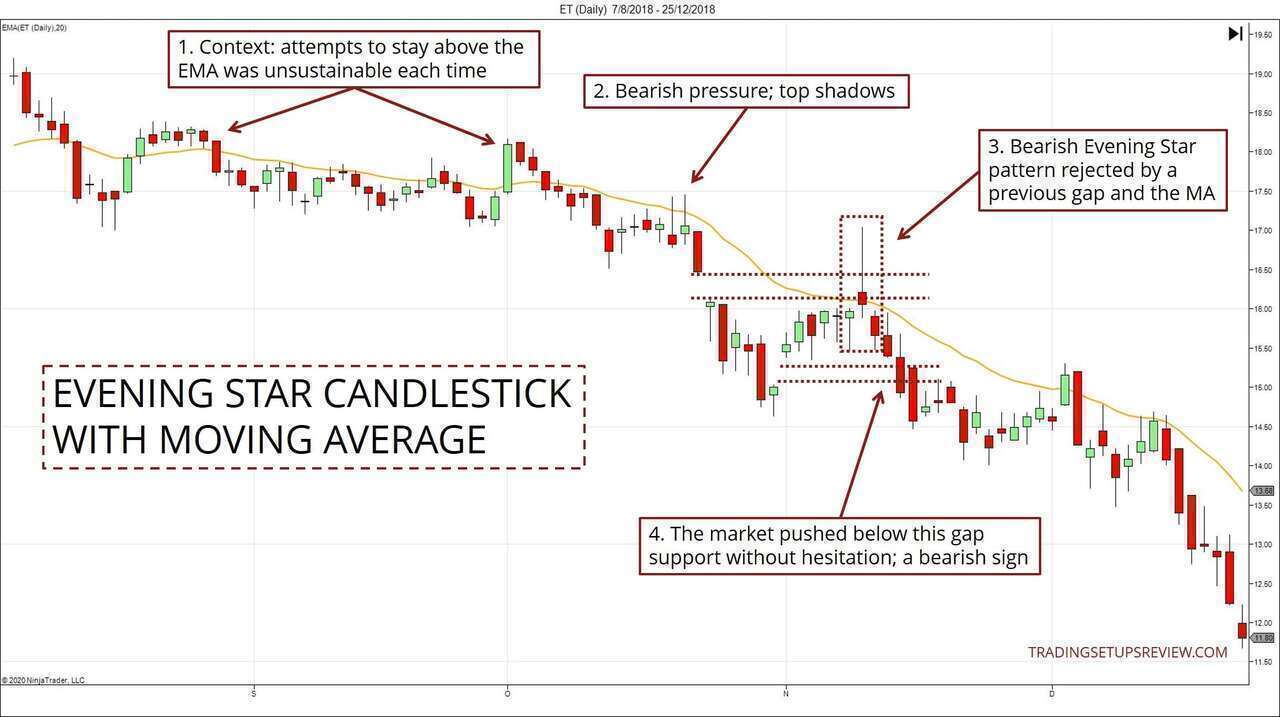 ET (Daily) 7/8/2018 - 25/12/2018
EMA(ET (Daily),20)
1. Context: attempts to stay above the
EMA was unsustainable each time
2. Bearish pressure; top shadows
3. Bearish Evening Star
pattern rejected by a
previous gap and the MA
EVENING STAR CANDLESTICK
WITH MOVING AVERAGE
4. The market pushed below this gap
support without hesitation; a bearish sign
19.50
19.00
18.50
18.00
17.50
17.00
16.50
16.00
15.50
15.00
14.50
14.00
13.68
13.50
13.00
12.50
12.00
11.80
11.50
TRADINGSETUPSREVIEW.COM
© 2020 NinjaTrader, LLC
S
O
N
D